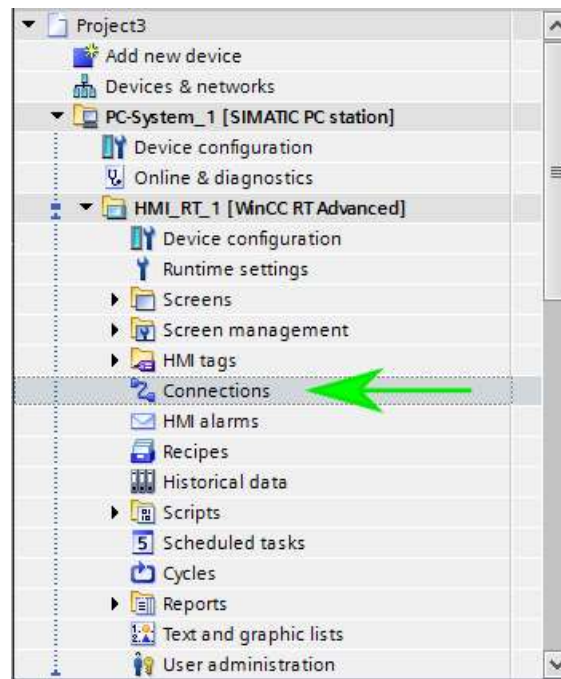 Project3
Add new device
Devices & networks
PC-System_1 [SIMATIC PC station]
Device configuration
Online & diagnostics
HMI_RT_1 [WinCC RT Advanced]
Device configuration
Runtime settings
Screens
Screen management
HMI tags
Connections
HMI alarms
Recipes
Historical data
Scripts
Scheduled tasks
Cycles
Reports
Text and graphic lists
User administration